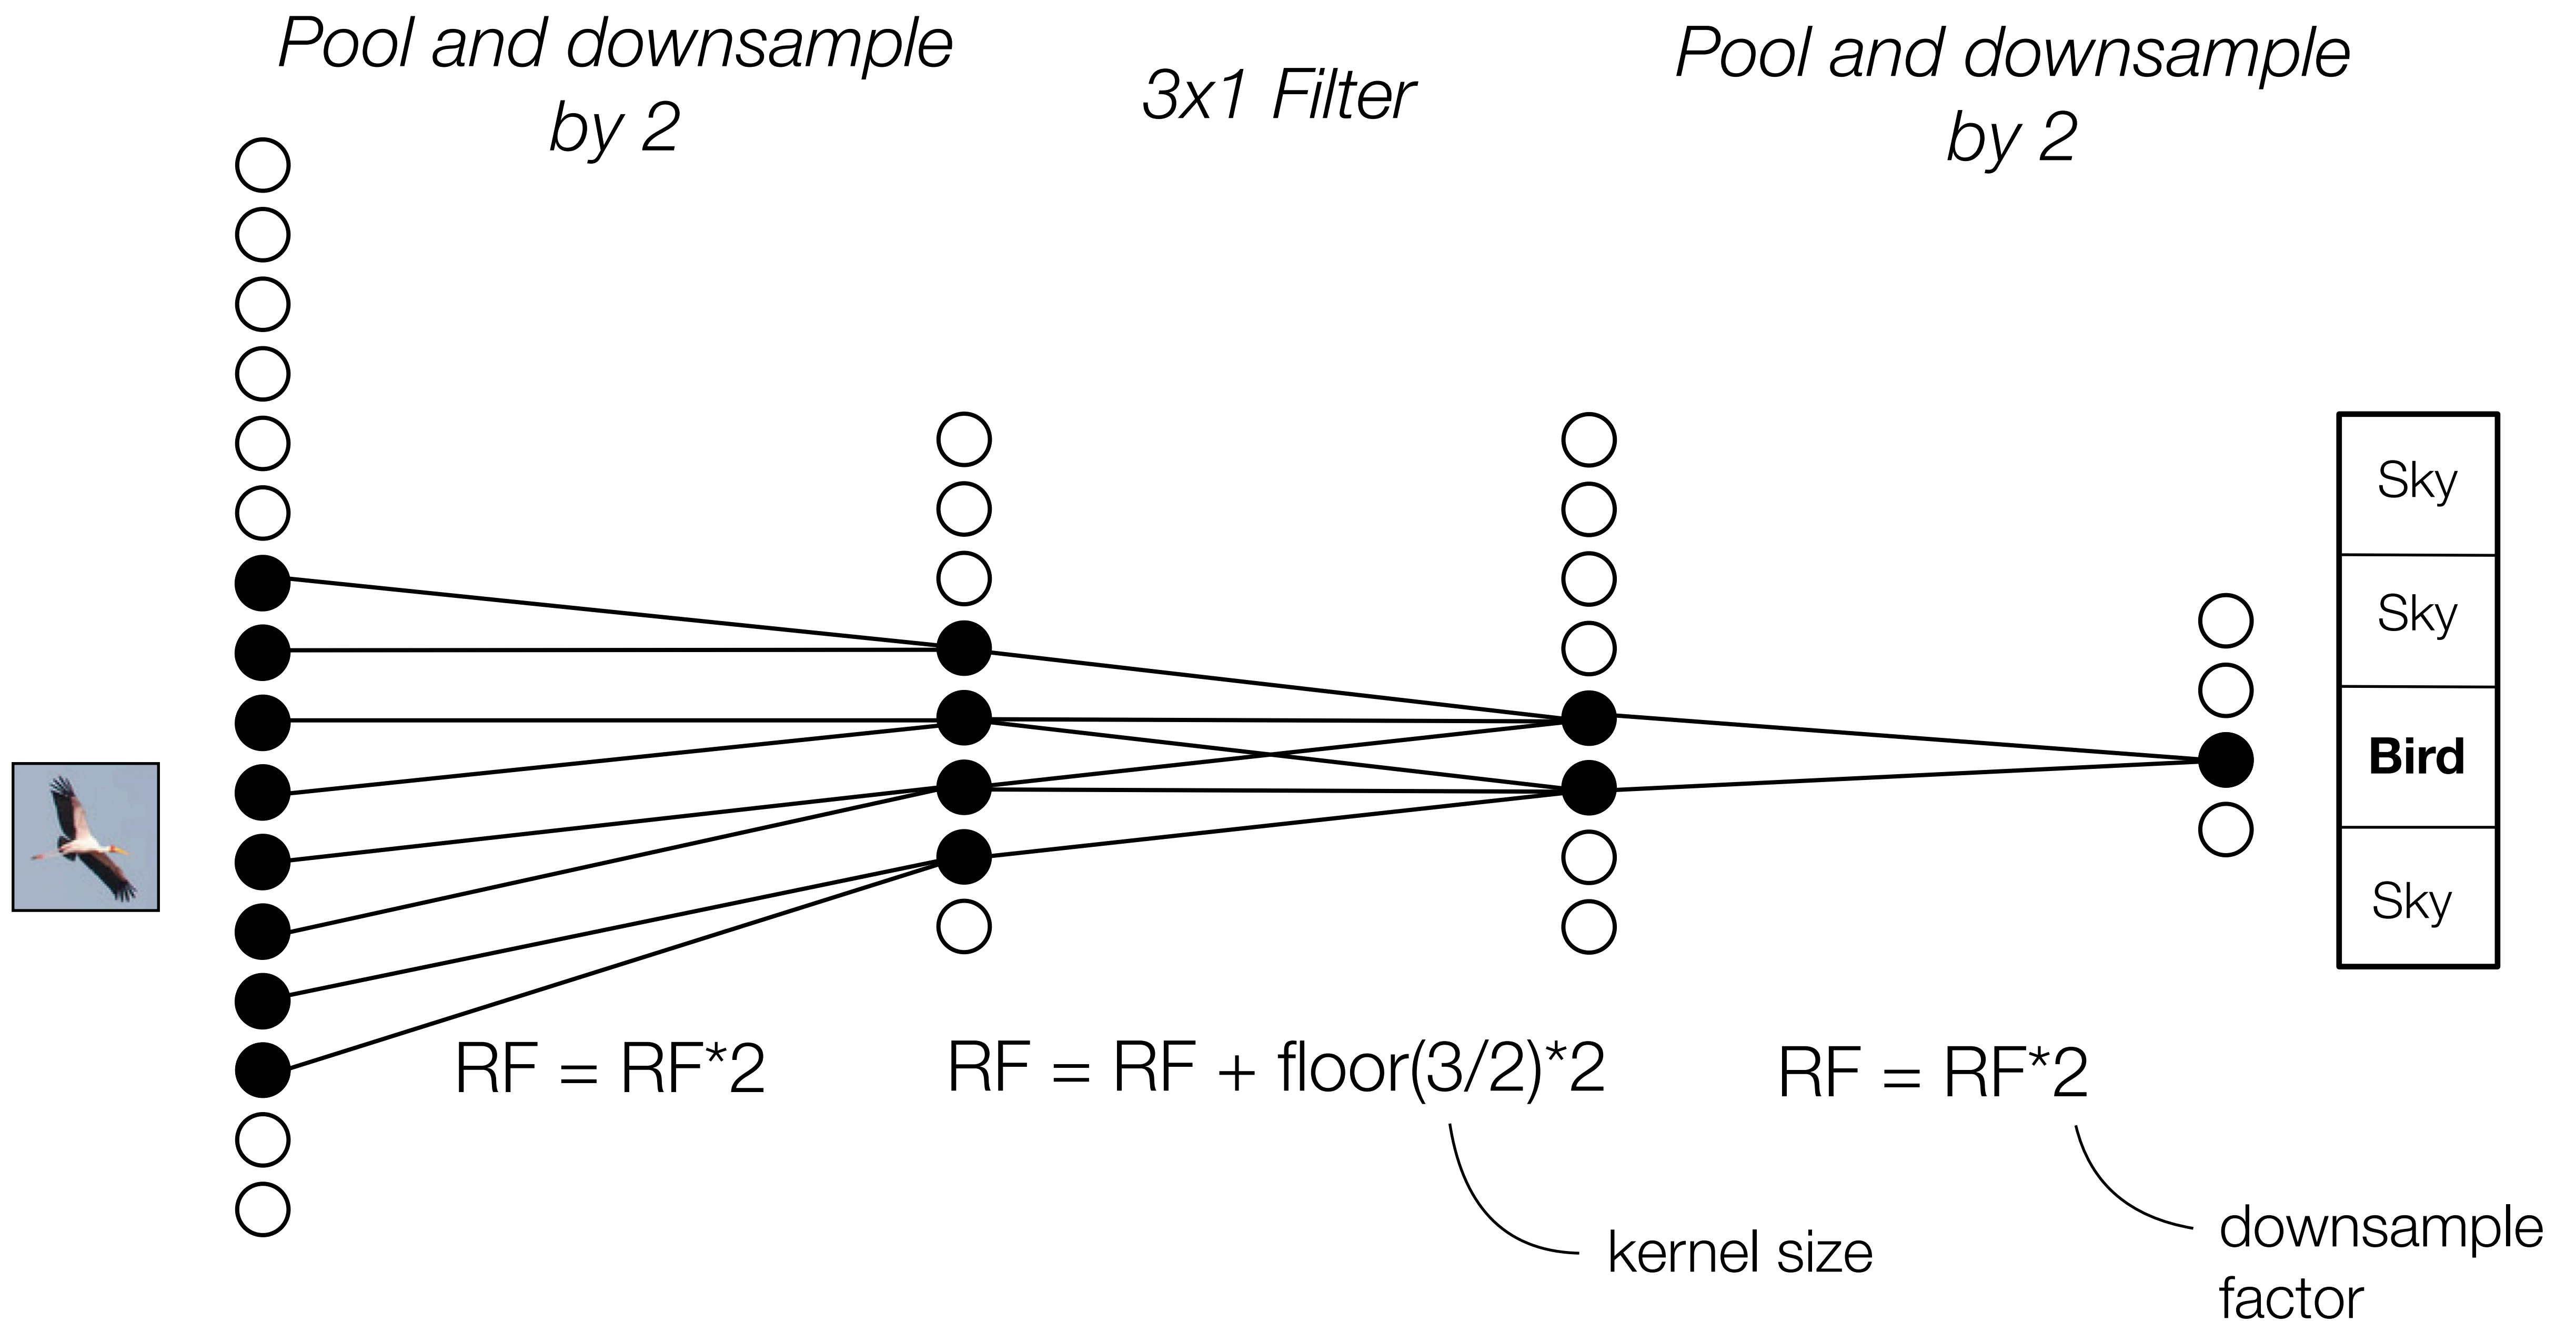 Pool and downsample
by 2
3x1 Filter
Pool and downsample
by 2
Sky
Sky
Bird
Sky
RF = RF*2
RF = RF + floor(3/2)*2
RF = RF*2
kernel size
downsample
factor